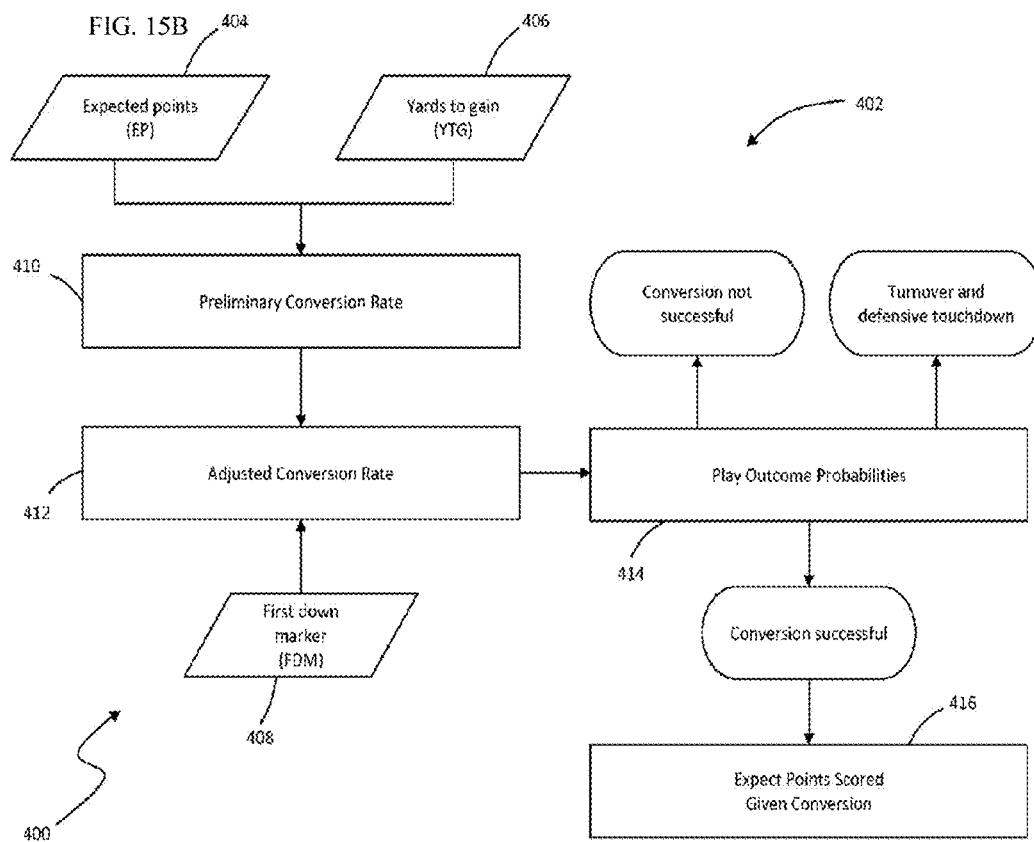 FIG. 15B
404
406
Expected points
(EP)
Yards to gain
(YTG)
402
410
Preliminary Conversion Rate
Conversion not
successful
Turnover and
defensive touchdown
412
Adjusted Conversion Rate
Play Outcome Probabilities
414
First down
marker
(FDM)
408
Conversion successful
416
Expect Points Scored
Given Conversion
400